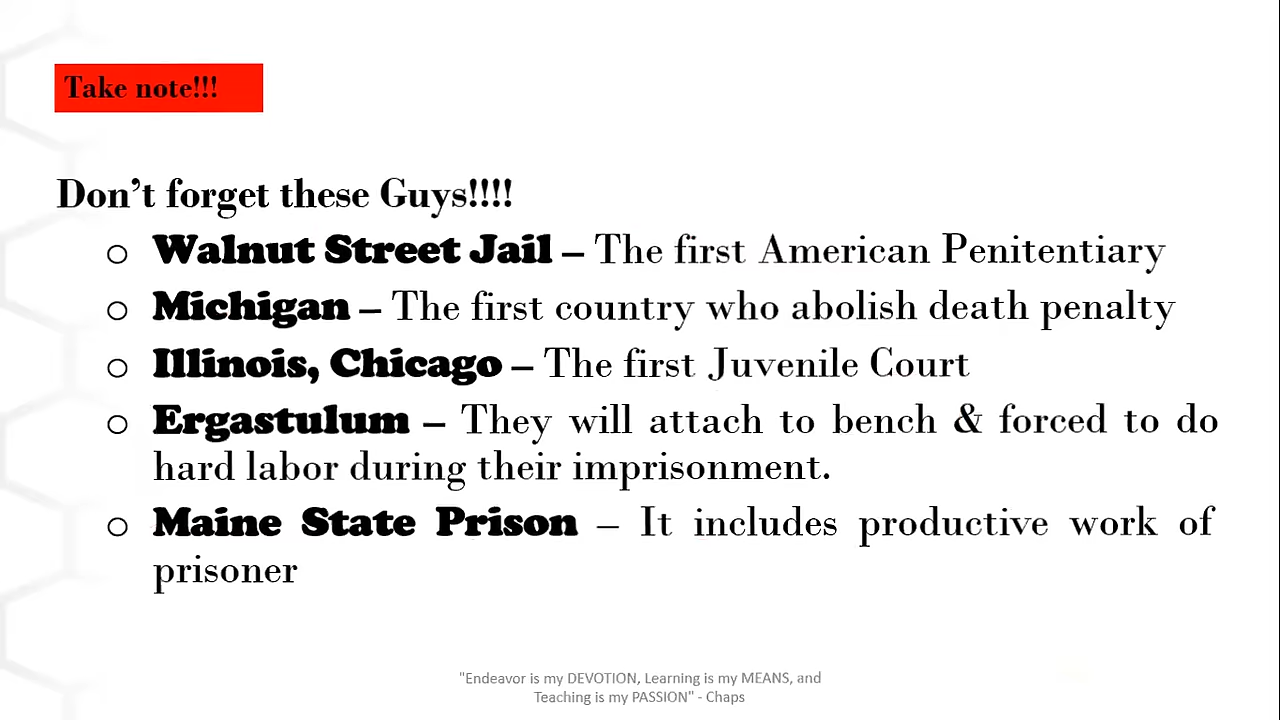 Take note!!!
Don’t forget these Guys!!!!
o Walnut Street Jail – The first American Penitentiary
o Michigan – The first country who abolish death penalty
o Illinois, Chicago – The first Juvenile Court
o Ergastulum – They will attach to bench & forced to do
hard labor during their imprisonment.
o Maine State Prison – It includes productive work of
prisoner
"Endeavor is my DEVOTION, Learning is my MEANS, and
Teaching is my PASSION" - Chaps